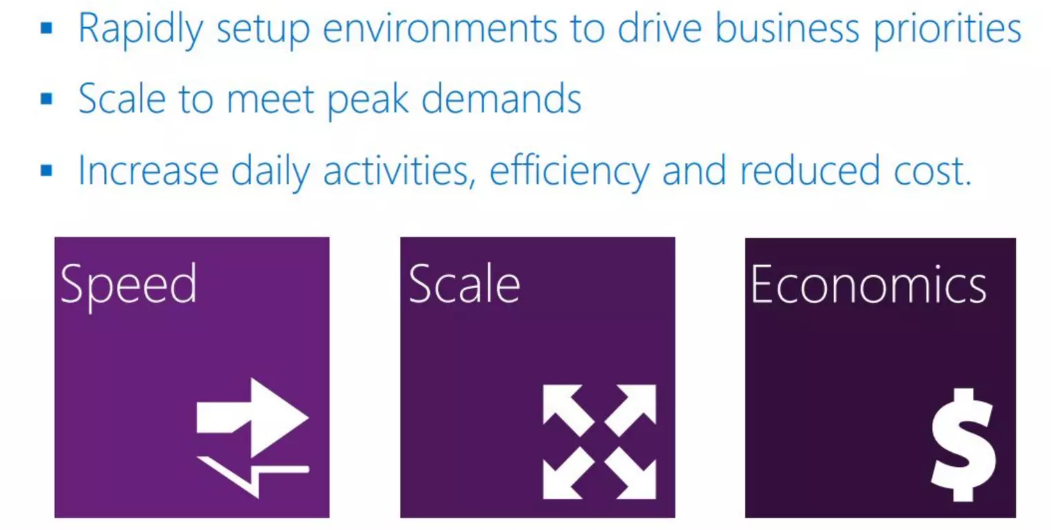 ▪ Rapidly setup environments to drive business priorities
▪ Scale to meet peak demands
▪ Increase daily activities, efficiency and reduced cost.
Speed
Scale
Economics
$